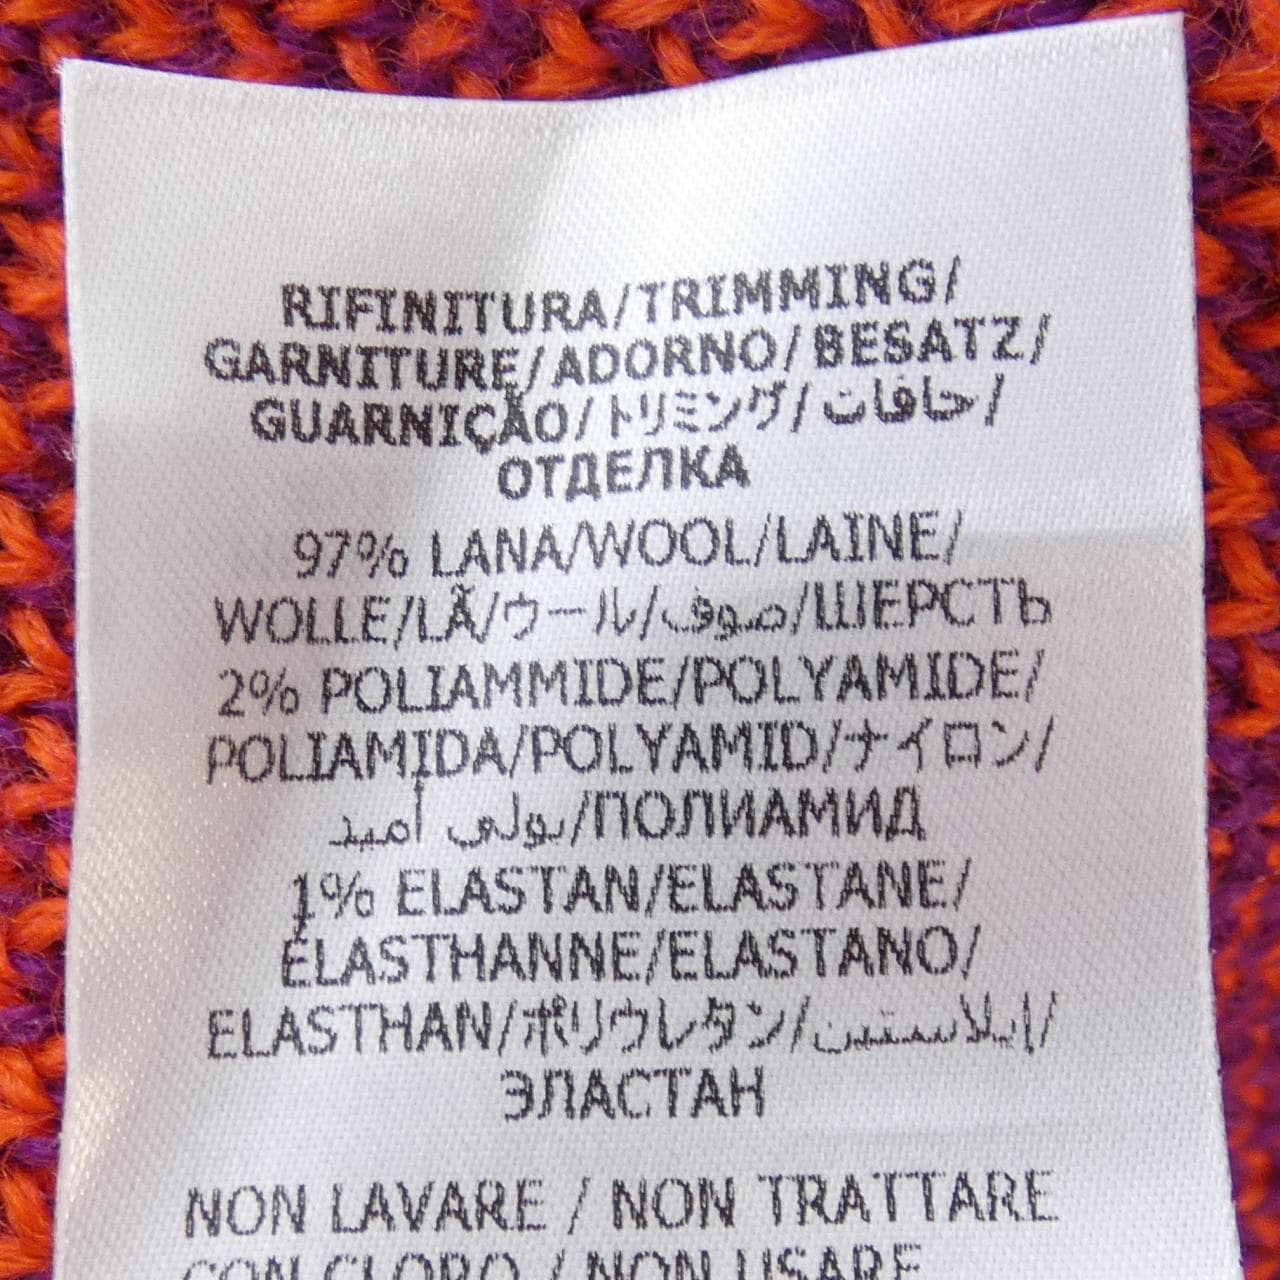 RIFINITURA/TRIMMING/
GARNITURE/ADORNO/BESATZ/
GUARNIÇÃO/トリミング/حافات/
ОТДЕЛКА
97% LANA/WOOL/LAINE/
WOLLE/LÃ/ウール/صوف/ШЕРСТЬ
2% POLIAMMIDE/POLYAMIDE/
POLIAMIDA/POLYAMID/ナイロン/
بولي أميد/ПОЛИАМИД
1% ELASTAN/ELASTANE/
ÉLASTHANNE/ELASTANO/
ELASTHAN/ポリウレタン/إيلاستين/
ЭЛАСТАН
NON LAVARE / NON TRATTARE
CON CLORO / NON USARE